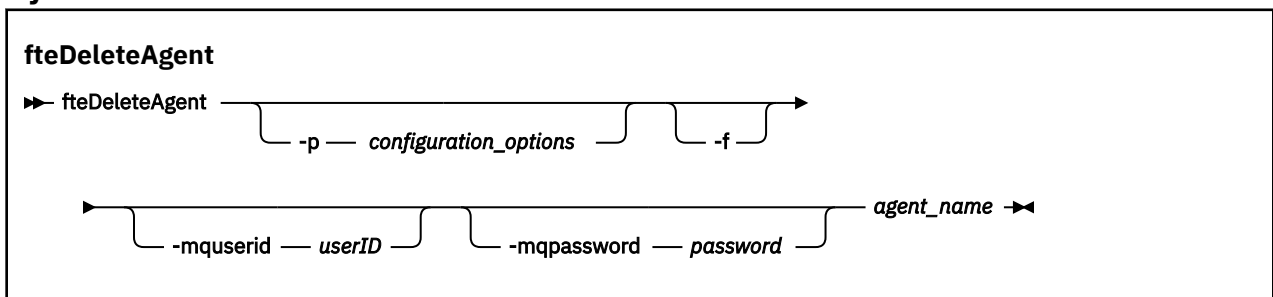 fteDeleteAgent
fteDeleteAgent
-p configuration_options -f
agent_name
-mquserid userID -mqpassword password